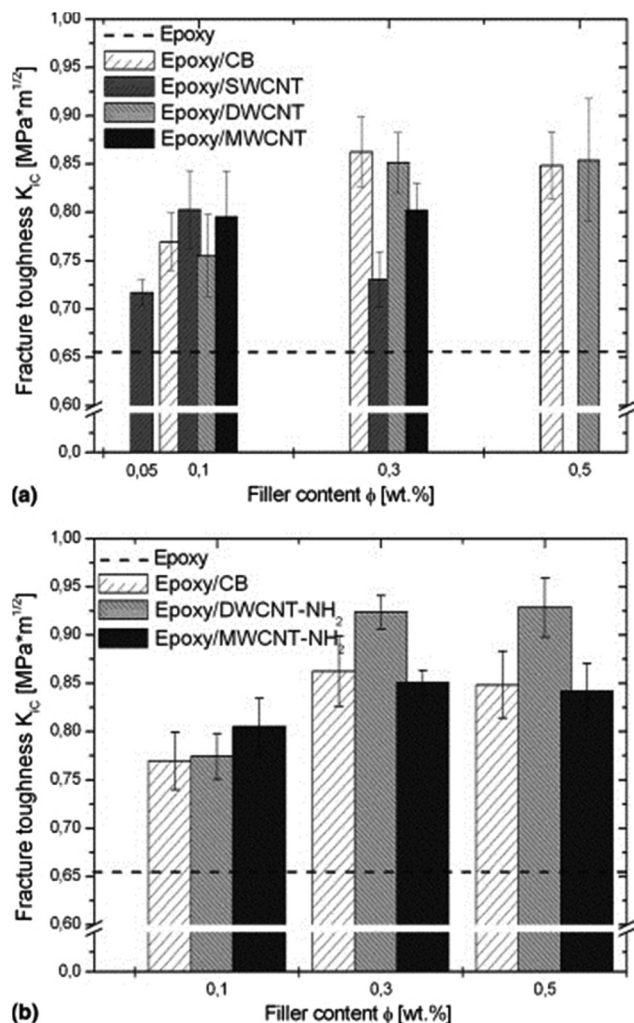 1,00
0,95
0,90
0,85
0,80
0,75
0,70
0,65
0,60
0,0
Fracture toughness K_IC [MPa*m^1/2]
Epoxy
Epoxy/CB
Epoxy/SWCNT
Epoxy/DWCNT
Epoxy/MWCNT
0,05 0,1 0,3 0,5
(a) Filler content ϕ [wt.%]
1,00
0,95
0,90
0,85
0,80
0,75
0,70
0,65
0,60
0,0
Fracture toughness K_IC [MPa*m^1/2]
Epoxy
Epoxy/CB
Epoxy/DWCNT-NH_2
Epoxy/MWCNT-NH_2
0,1 0,3 0,5
(b) Filler content ϕ [wt.%]